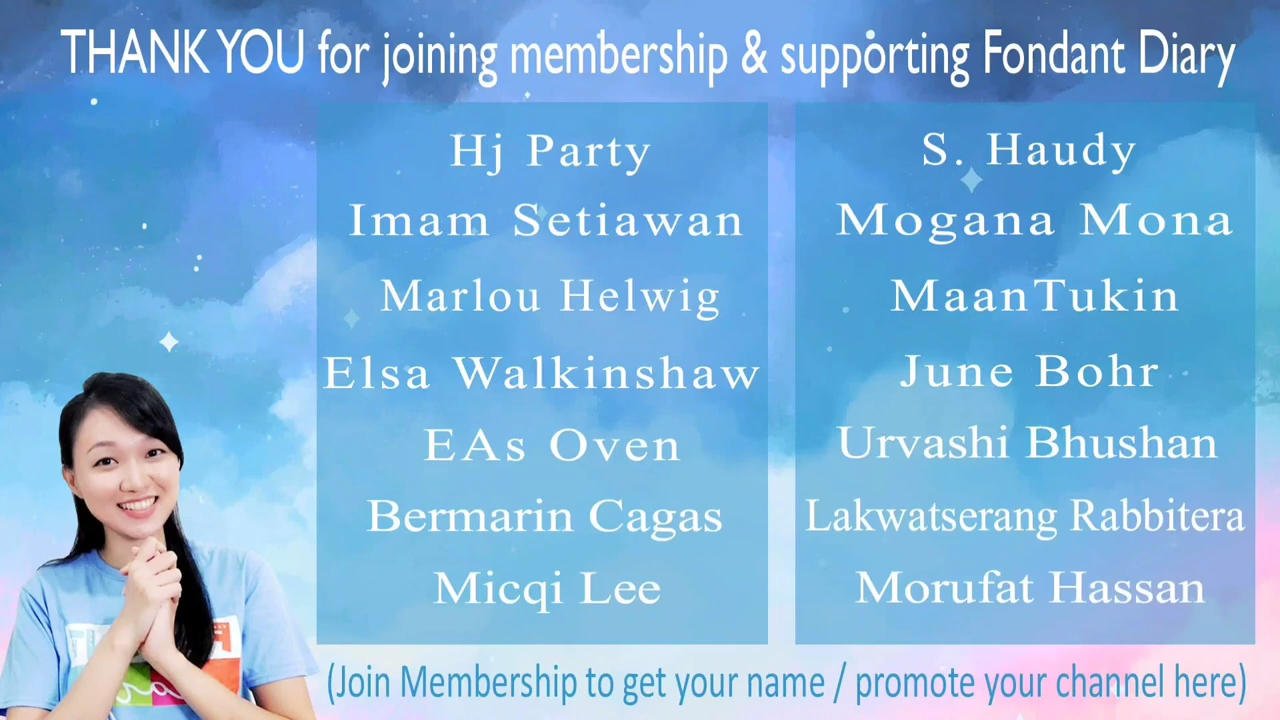 THANK YOU for joining membership & supporting Fondant Diary
Hj Party
Imam Setiawan
Marlou Helwig
Elsa Walkinshaw
EAs Oven
Bermarin Cagas
Micqi Lee
S. Haudy
Mogana Mona
MaanTukin
June Bohr
Urvashi Bhushan
Lakwatserang Rabbitera
Morufat Hassan
(Join Membership to get your name / promote your channel here)